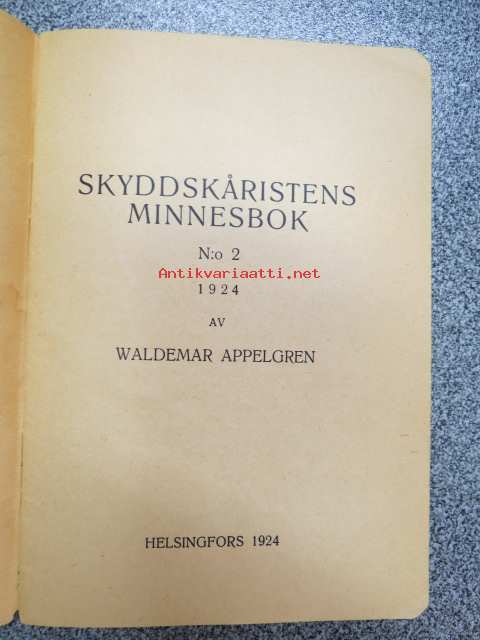 SKYDDSKÅRISTENS
MINNESBOK
N:o 2
Antikvariaatti.net
1924
AV
WALDEMAR APPELGREN
HELSINGFORS 1924